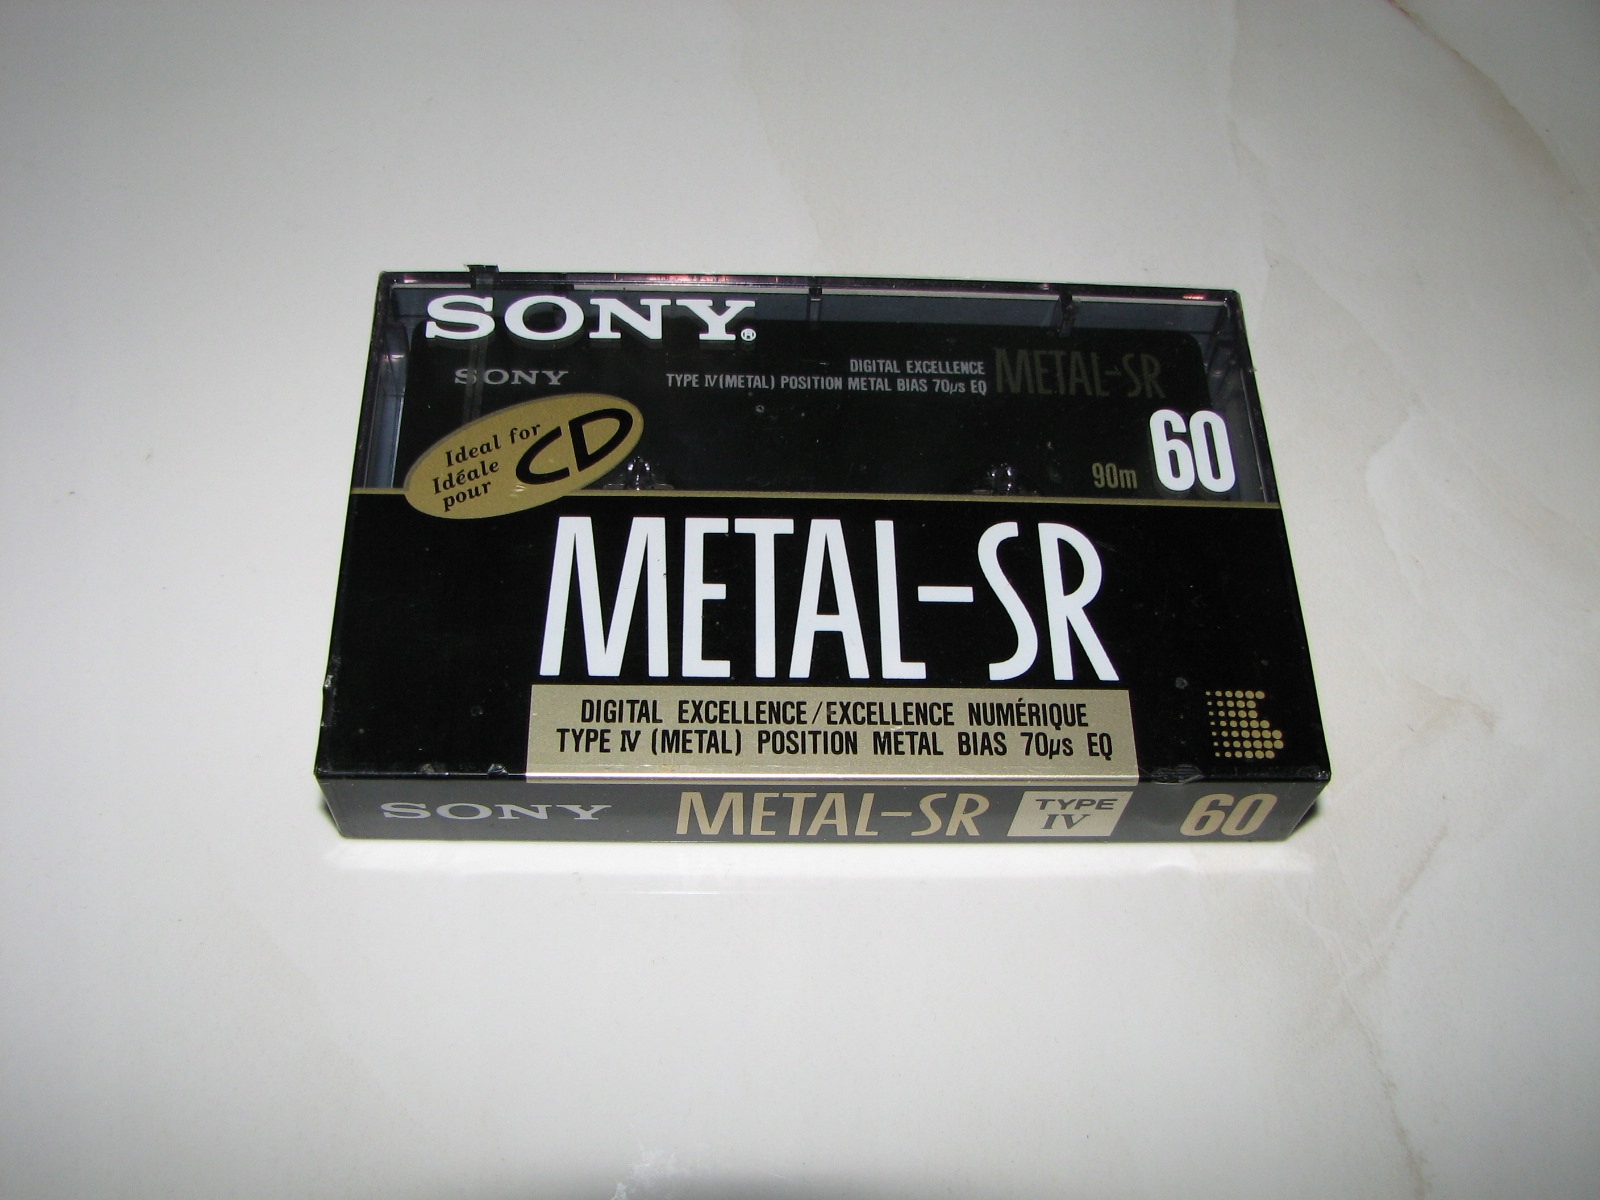 SONY®
SONY
DIGITAL EXCELLENCE
TYPE IV (METAL) POSITION METAL BIAS 70µs EQ
METAL-SR
Ideal for
Idéale
pour
CD
90m
60
METAL-SR
DIGITAL EXCELLENCE/EXCELLENCE NUMÉRIQUE
TYPE IV (METAL) POSITION METAL BIAS 70µs EQ
SONY METAL-SR TYPE IV 60